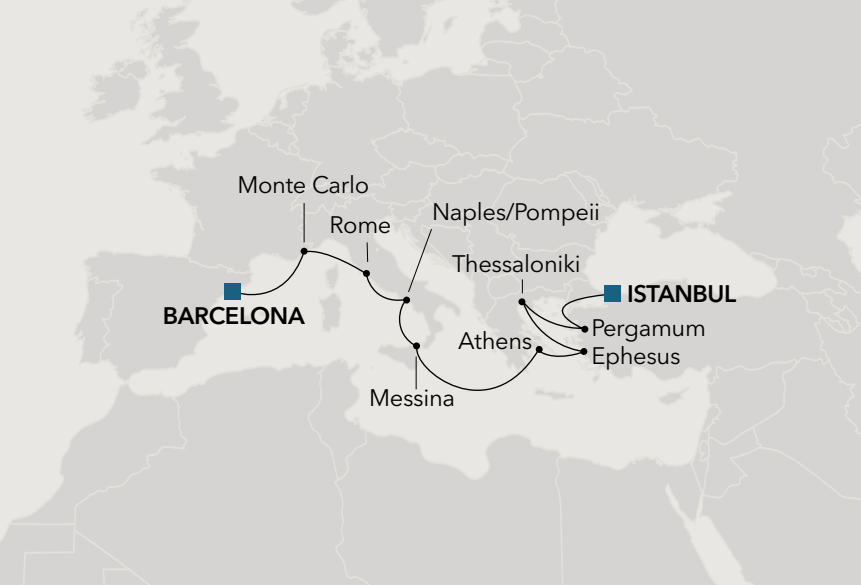 Monte Carlo
Naples/Pompeii
Rome
Thessaloniki
ISTANBUL
BARCELONA
Pergamum
Athens
Ephesus
Messina